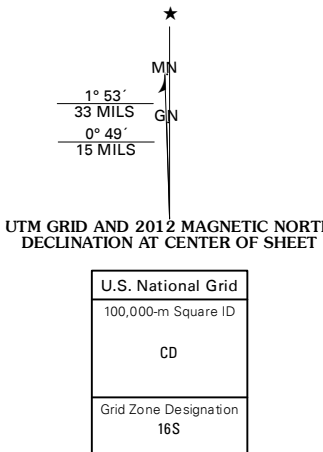 ★
MN
1° 53´
33 MILS
GN
0° 49´
15 MILS
UTM GRID AND 2012 MAGNETIC NORT
DECLINATION AT CENTER OF SHEET
U.S. National Grid
100,000-m Square ID
CD
Grid Zone Designation
16S